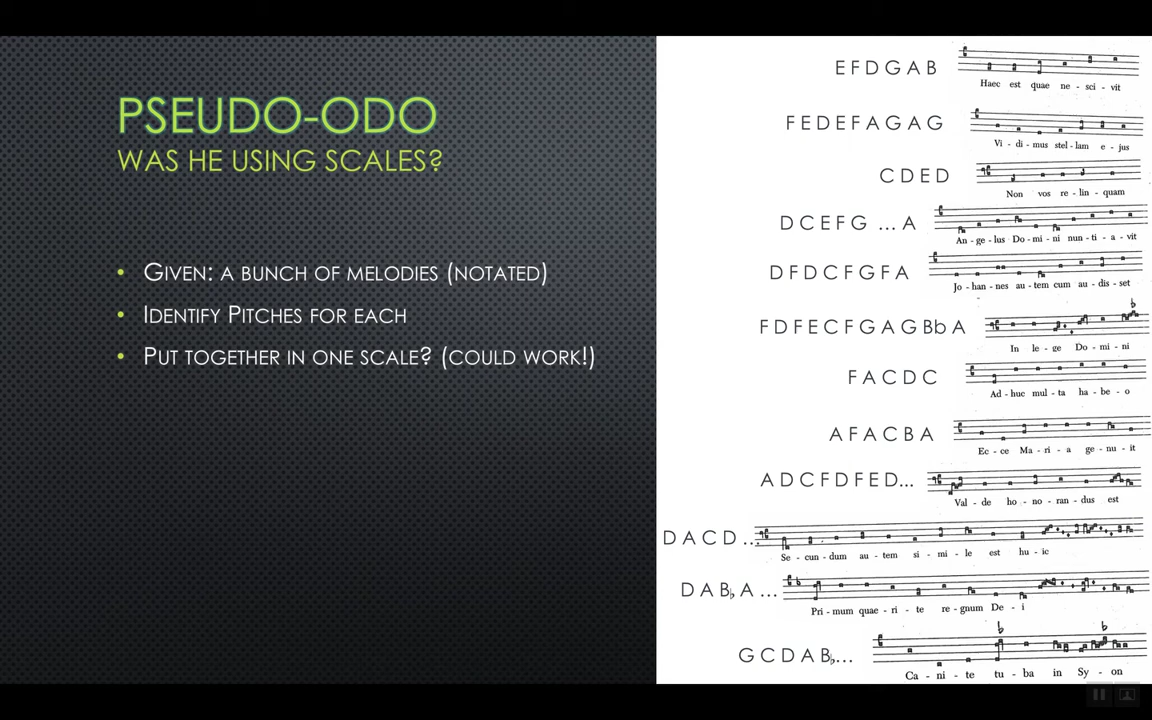 PSEUDO-ODO
WAS HE USING SCALES?
• GIVEN: A BUNCH OF MELODIES (NOTATED)
• IDENTIFY PITCHES FOR EACH
• PUT TOGETHER IN ONE SCALE? (COULD WORK!)
E F D G A B
Haec est quae ne - sci - vit
F E D E F A G A G
Vi - di - mus stel - lam e - jus
C D E D
Non vos re - lin - quam
D C E F G ... A
An - ge - lus Do - mi - ni nun - ti - a - vit
D F D C F G F A
Jo - han - nes au - tem cum au - dis - set
F D F E C F G A G Bb A
In le - ge Do - mi - ni
F A C D C
Ad - huc mul - ta ha - be - o
A F A C B A
Ec - ce Ma - ri - a ge - nu - it
A D C F D F E D...
Val - de ho - no - ran - dus est
D A C D ...
Se - cun - dum au - tem si - mi - le est hu - ic
D A B♭ A ...
Pri - mum quae - ri - te re - gnum De - i
G C D A B♭...
Ca - ni - te tu - ba in Sy - on